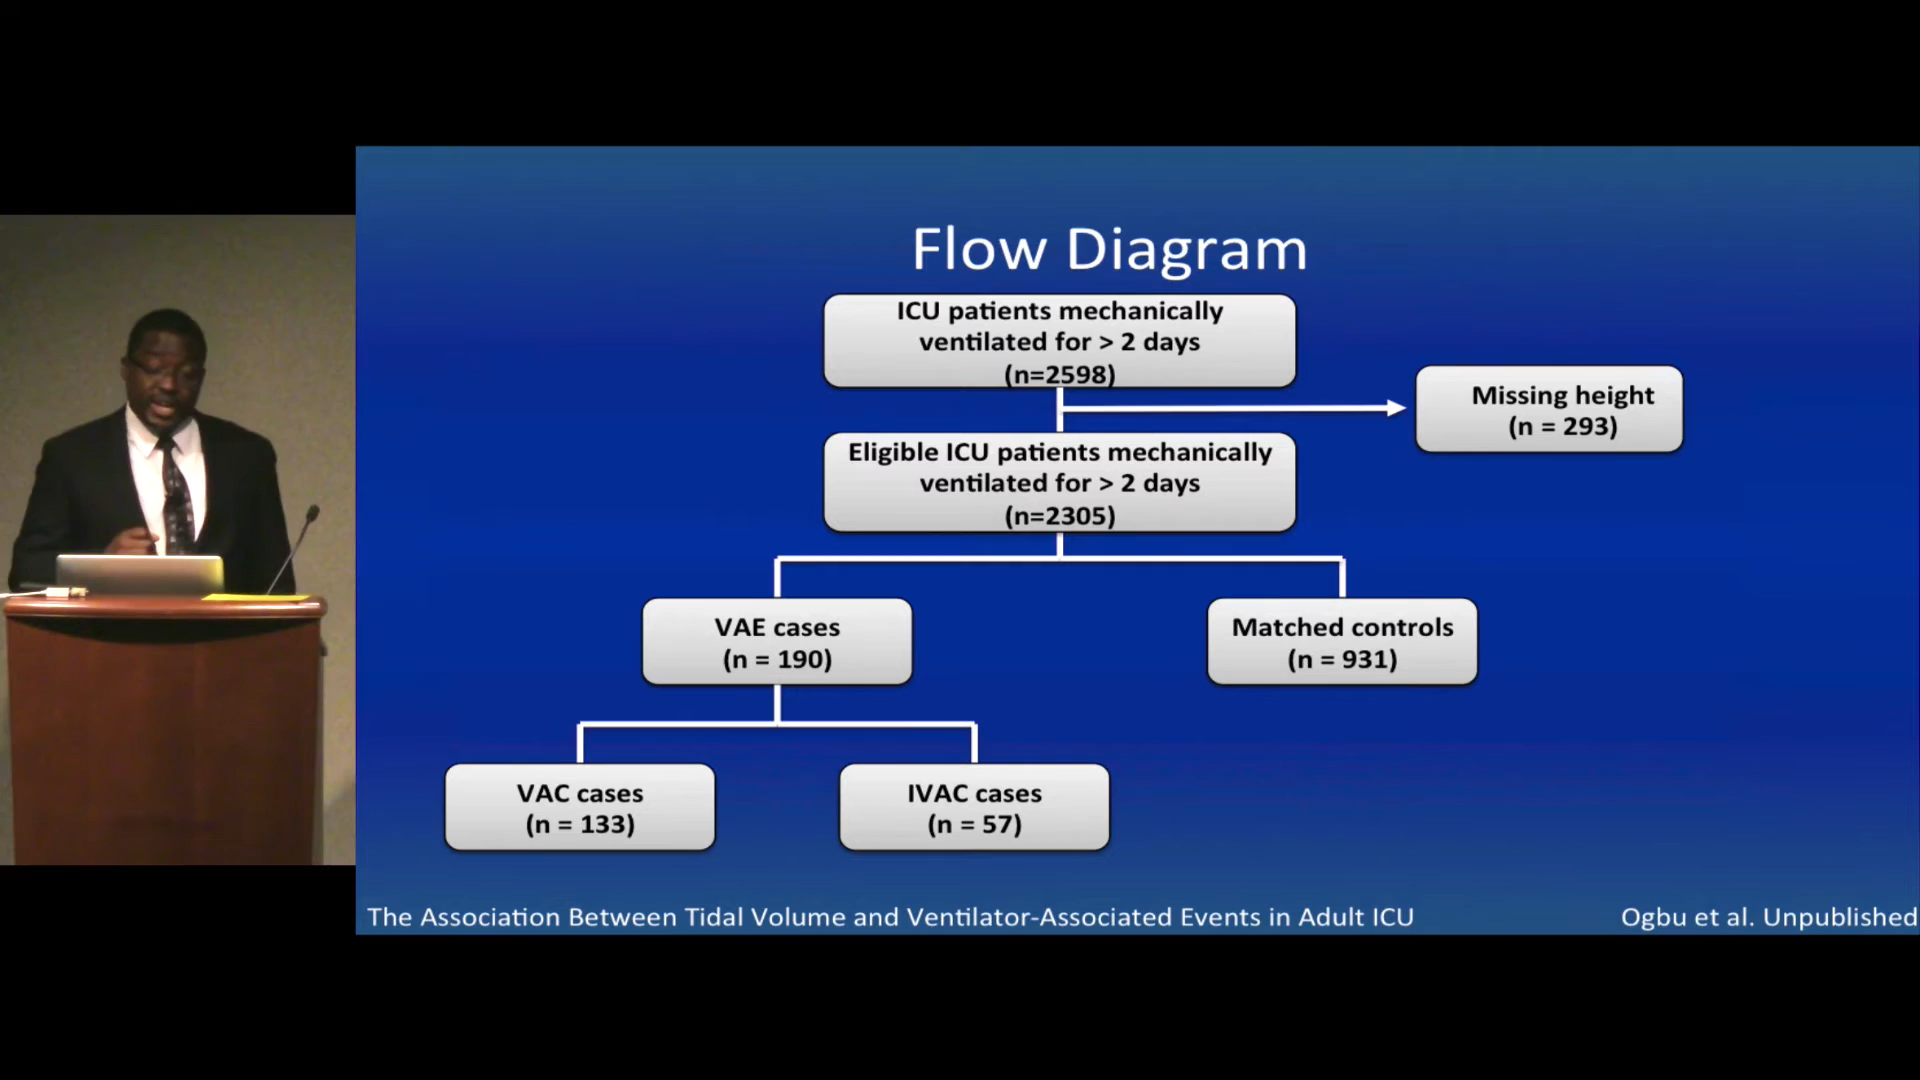 Flow Diagram
ICU patients mechanically
ventilated for > 2 days
(n=2598)
Missing height
(n = 293)
Eligible ICU patients mechanically
ventilated for > 2 days
(n=2305)
VAE cases
(n = 190)
Matched controls
(n = 931)
VAC cases
(n = 133)
IVAC cases
(n = 57)
The Association Between Tidal Volume and Ventilator-Associated Events in Adult ICU
Ogbu et al. Unpublished